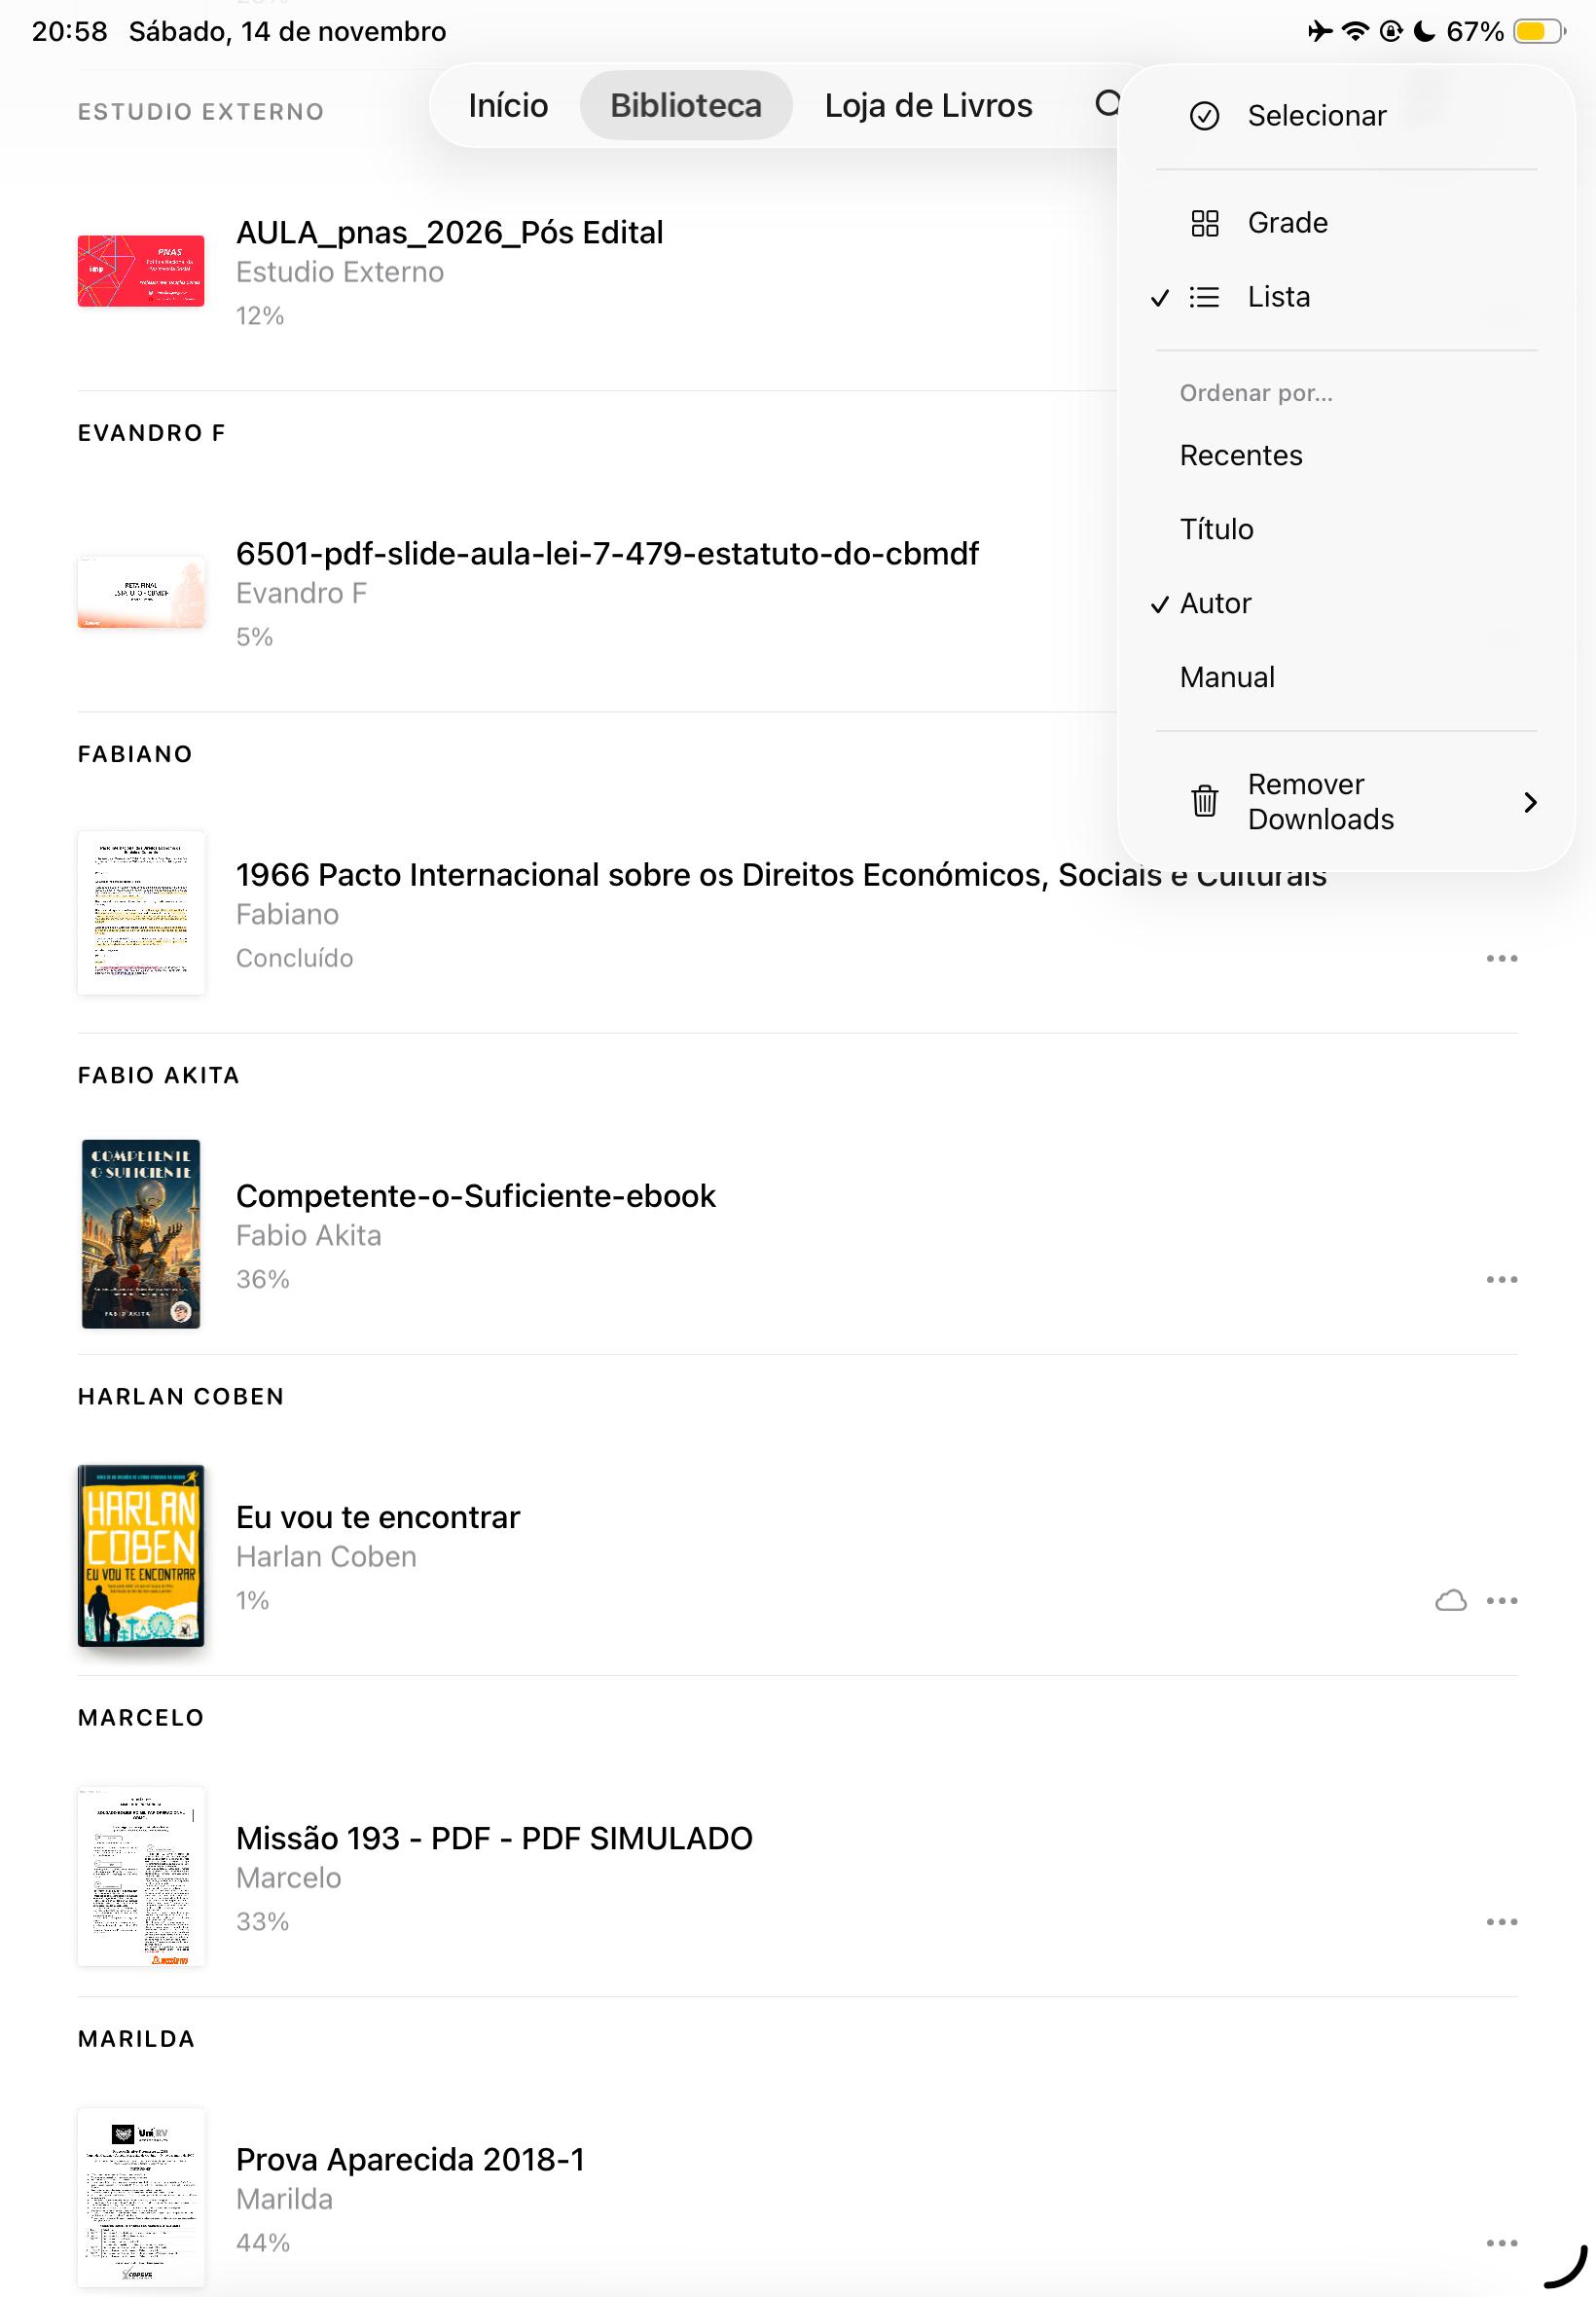 20:58 Sábado, 14 de novembro 67%
Início Biblioteca Loja de Livros
ESTUDIO EXTERNO
AULA_pnas_2026_Pós Edital
Estudio Externo
12%
EVANDRO F
6501-pdf-slide-aula-lei-7-479-estatuto-do-cbmdf
Evandro F
5%
FABIANO
1966 Pacto Internacional sobre os Direitos Económicos, Sociais e Culturais
Fabiano
Concluído
FABIO AKITA
COMPETENTE
O SUFICIENTE
FABIO AKITA
Competente-o-Suficiente-ebook
Fabio Akita
36%
HARLAN COBEN
HARLAN
COBEN
EU VOU TE ENCONTRAR
Eu vou te encontrar
Harlan Coben
1%
MARCELO
Missão 193 - PDF - PDF SIMULADO
Marcelo
33%
MARILDA
Prova Aparecida 2018-1
Marilda
44%
Selecionar
Grade
Lista
Ordenar por...
Recentes
Título
Autor
Manual
Remover
Downloads